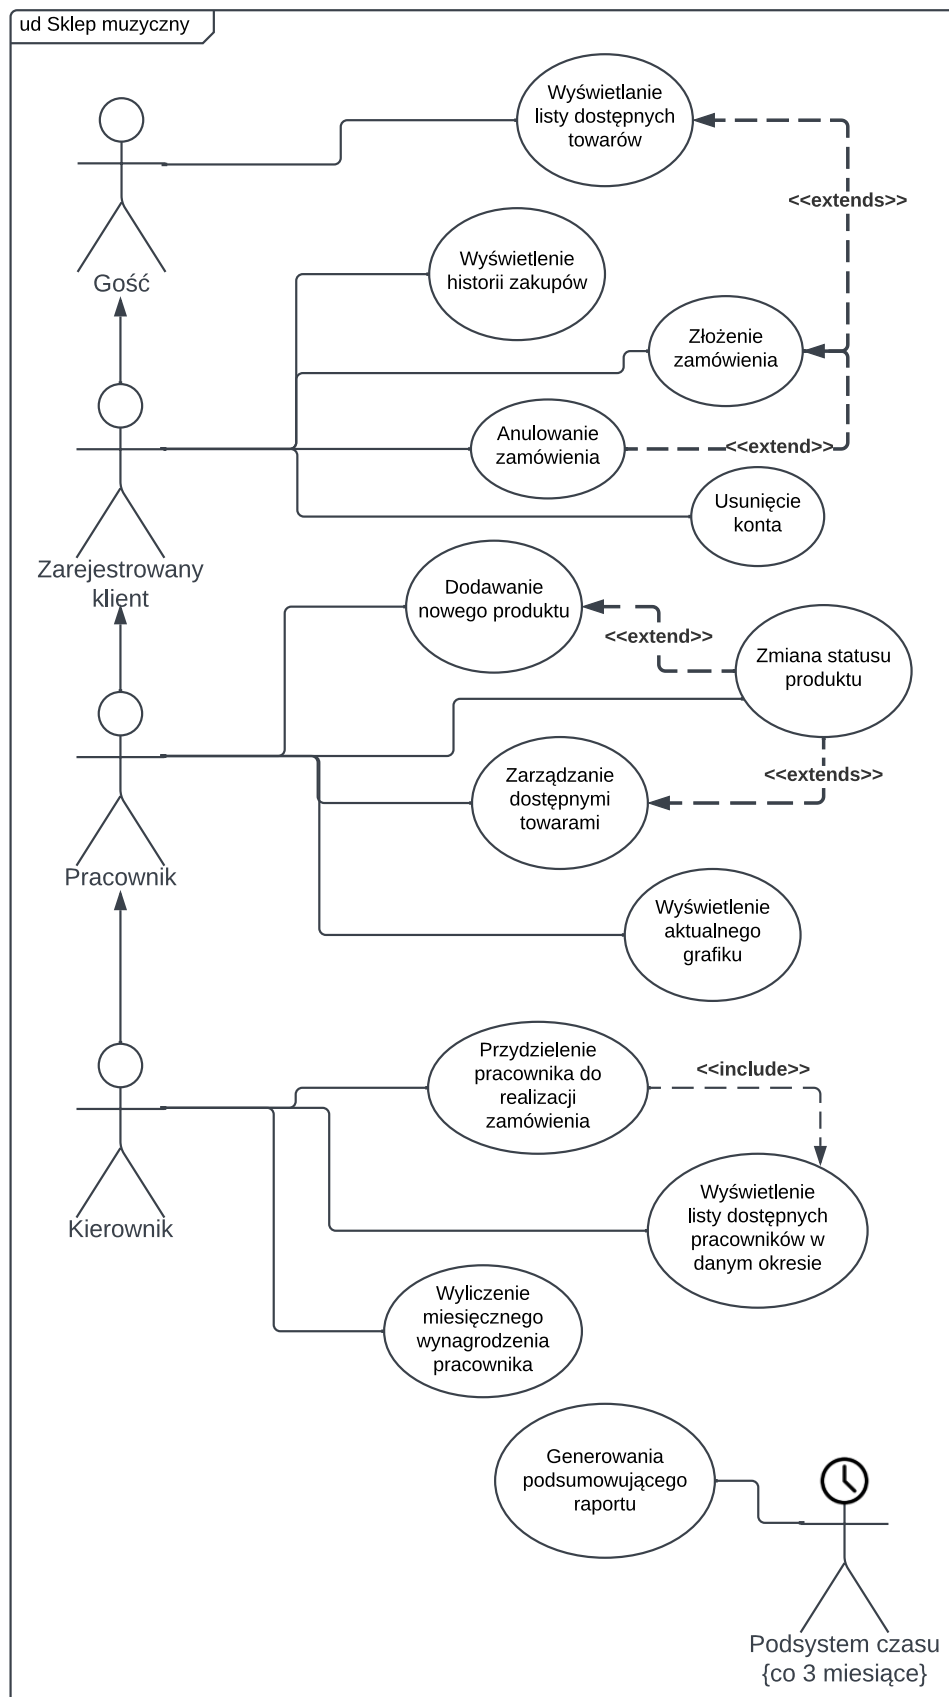 ud Sklep muzyczny
Wyświetlanie
listy dostępnych
towarów
<<extends>>
Gość
Wyświetlenie
historii zakupów
Złożenie
zamówienia
Anulowanie
zamówienia
<<extend>>
Usunięcie
konta
Zarejestrowany
klient
Dodawanie
nowego produktu
<<extend>>
Zmiana statusu
produktu
<<extends>>
Zarządzanie
dostępnymi
towarami
Pracownik
Wyświetlenie
aktualnego
grafiku
Przydzielenie
pracownika do
realizacji
zamówienia
<<include>>
Kierownik
Wyświetlenie
listy dostępnych
pracowników w
danym okresie
Wyliczenie
miesięcznego
wynagrodzenia
pracownika
Generowania
podsumowującego
raportu
Podsystem czasu
{co 3 miesiące}